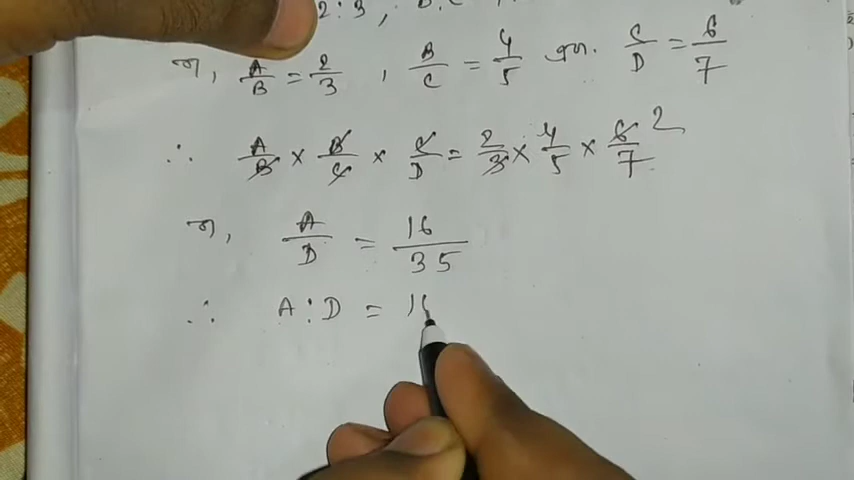 2:3, B:C
বা, A/B = 2/3 , B/C = 4/5 এবং C/D = 6/7
∴ A/B × B/C × C/D = 2/3 × 4/5 × 6/7 2
বা, A/D = 16/35
∴ A:D = 16